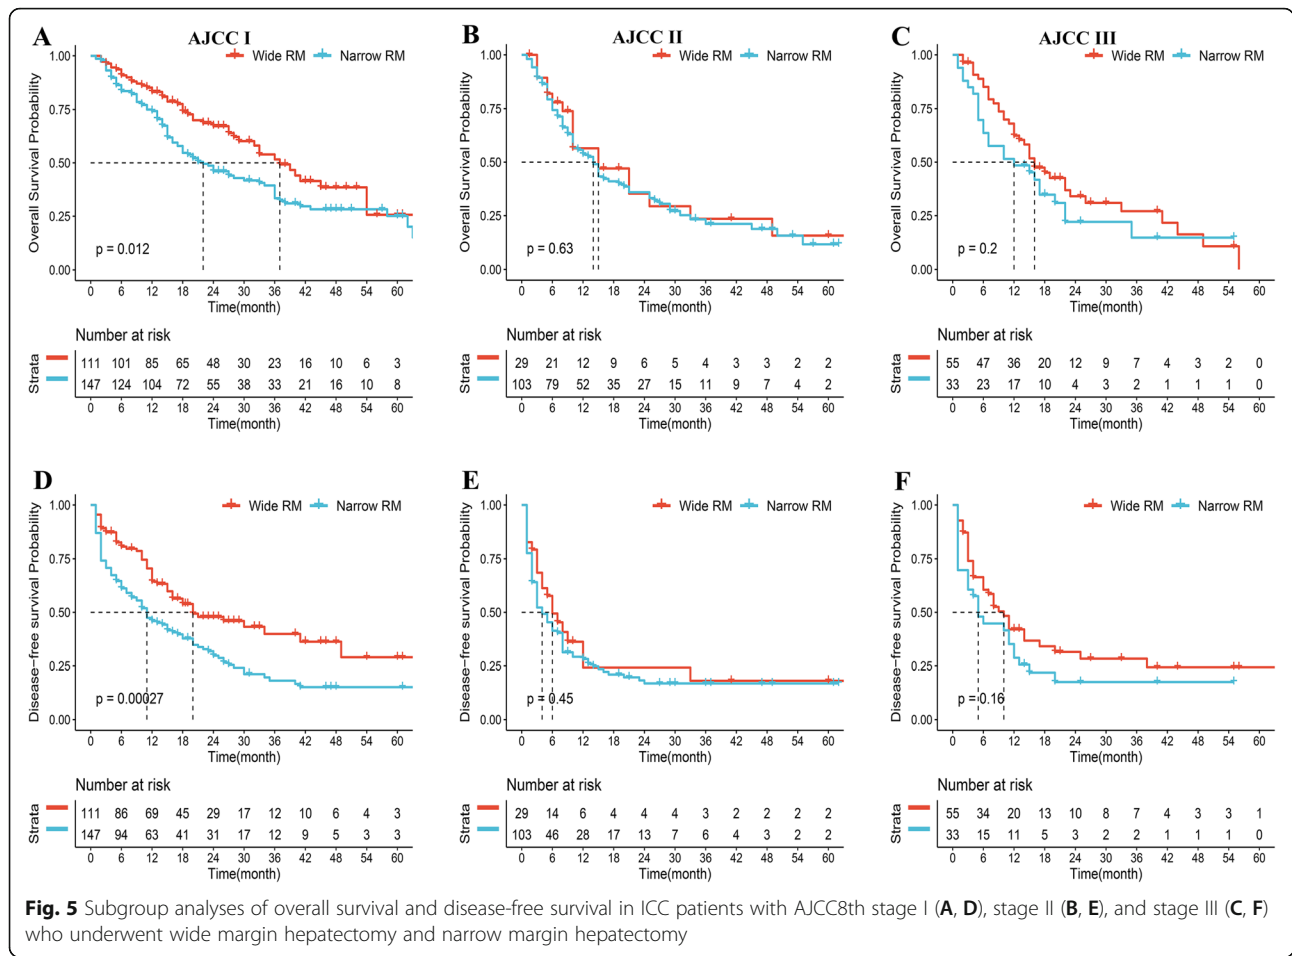 A
AJCC I
Wide RM
Narrow RM
Overall Survival Probability
1.00
0.75
0.50
0.25
0.00
p = 0.012
0 6 12 18 24 30 36 42 48 54 60
Time(month)
Number at risk
Strata
111 101 85 65 48 30 23 16 10 6 3
147 124 104 72 55 38 33 21 16 10 8
0 6 12 18 24 30 36 42 48 54 60
Time(month)
B
AJCC II
Wide RM
Narrow RM
Overall Survival Probability
1.00
0.75
0.50
0.25
0.00
p = 0.63
0 6 12 18 24 30 36 42 48 54 60
Time(month)
Number at risk
Strata
29 21 12 9 6 5 4 3 3 2 2
103 79 52 35 27 15 11 9 7 4 2
0 6 12 18 24 30 36 42 48 54 60
Time(month)
C
AJCC III
Wide RM
Narrow RM
Overall Survival Probability
1.00
0.75
0.50
0.25
0.00
p = 0.2
0 6 12 18 24 30 36 42 48 54 60
Time(month)
Number at risk
Strata
55 47 36 20 12 9 7 4 3 2 0
33 23 17 10 4 3 2 1 1 1 0
0 6 12 18 24 30 36 42 48 54 60
Time(month)
D
Wide RM
Narrow RM
Disease−free survival Probability
1.00
0.75
0.50
0.25
0.00
p = 0.00027
0 6 12 18 24 30 36 42 48 54 60
Time(month)
Number at risk
Strata
111 86 69 45 29 17 12 10 6 4 3
147 94 63 41 31 17 12 9 5 3 3
0 6 12 18 24 30 36 42 48 54 60
Time(month)
E
Wide RM
Narrow RM
Disease−free survival Probability
1.00
0.75
0.50
0.25
0.00
p = 0.45
0 6 12 18 24 30 36 42 48 54 60
Time(month)
Number at risk
Strata
29 14 6 4 4 4 3 2 2 2 2
103 46 28 17 13 7 6 4 3 2 2
0 6 12 18 24 30 36 42 48 54 60
Time(month)
F
Wide RM
Narrow RM
Disease−free survival Probability
1.00
0.75
0.50
0.25
0.00
p = 0.16
0 6 12 18 24 30 36 42 48 54 60
Time(month)
Number at risk
Strata
55 34 20 13 10 8 7 4 3 3 1
33 15 11 5 3 2 2 1 1 1 0
0 6 12 18 24 30 36 42 48 54 60
Time(month)
Fig. 5 Subgroup analyses of overall survival and disease-free survival in ICC patients with AJCC8th stage I (A, D), stage II (B, E), and stage III (C, F)
who underwent wide margin hepatectomy and narrow margin hepatectomy